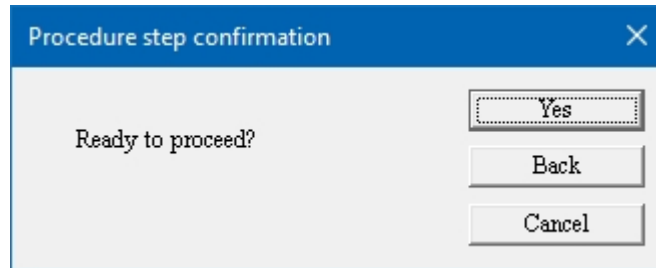 Procedure step confirmation
Ready to proceed?
Yes
Back
Cancel